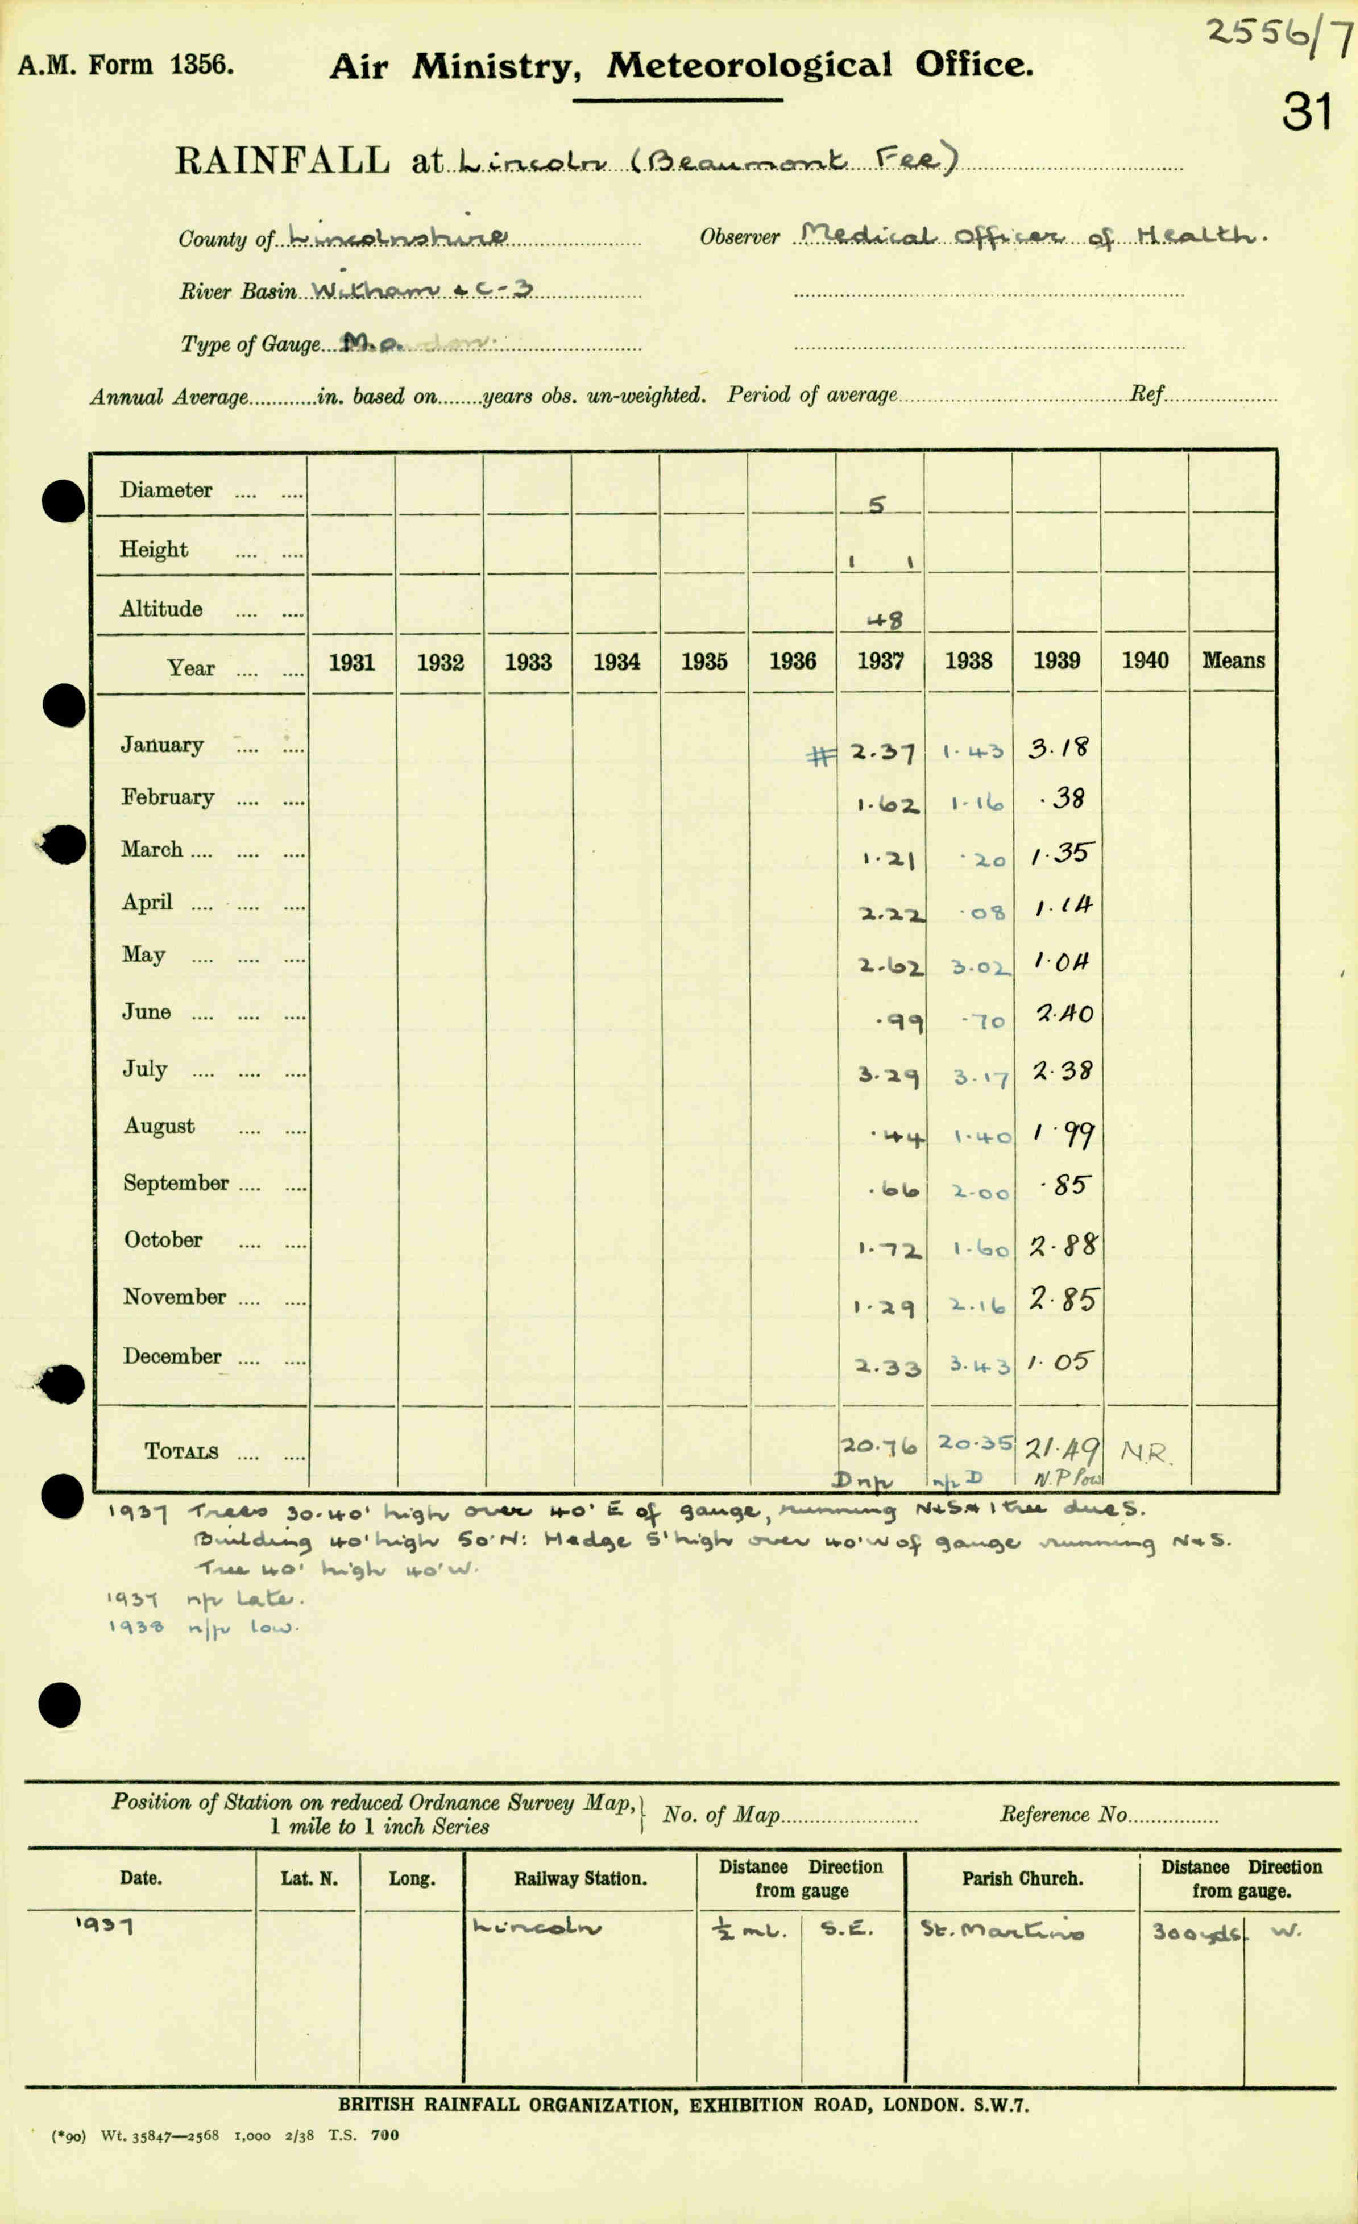 2556/7
A.M. Form 1356. Air Ministry, Meteorological Office.
31
RAINFALL at Lincoln (Beaumont Fee)
County of Lincolnshire Observer Medical Officer of Health.
River Basin Witham & C-3
Type of Gauge M.O.
Annual Average............in. based on........years obs. un-weighted. Period of average............Ref............
Diameter .... .... 5
Height .... .... 1 1
Altitude .... .... 48
Year .... .... 1931 1932 1933 1934 1935 1936 1937 1938 1939 1940 Means
January .... .... # 2.37 1.43 3.18
February .... .... 1.62 1.16 .38
March .... .... .... 1.21 .20 1.35
April .... .... .... 2.22 .08 1.14
May .... .... .... 2.62 3.02 1.04
June .... .... .... .99 .70 2.40
July .... .... .... 3.29 3.17 2.38
August .... .... .44 1.40 1.99
September .... .... .66 2.00 .85
October .... .... 1.72 1.60 2.88
November .... .... 1.29 2.16 2.85
December .... .... 2.33 3.43 1.05
TOTALS .... .... 20.76 20.35 21.49 N.R.
D n/p n/p D N.P low
1937 Trees 30-40' high over 40' E of gauge, running N&S & 1 tree due S.
Building 40' high 50' N: Hedge 5' high over 40' W of gauge running N & S.
Tree 40' high 40' W.
1937 n/p late.
1938 n/p low.
Position of Station on reduced Ordnance Survey Map, 1 mile to 1 inch Series } No. of Map............ Reference No............
Date. Lat. N. Long. Railway Station. Distance Direction from gauge Parish Church. Distance Direction from gauge.
1937 Lincoln ½ ml. S.E. St. Martins 300yds. W.
BRITISH RAINFALL ORGANIZATION, EXHIBITION ROAD, LONDON. S.W.7.
(*90) Wt. 35847—2568 1,000 2/38 T.S. 700